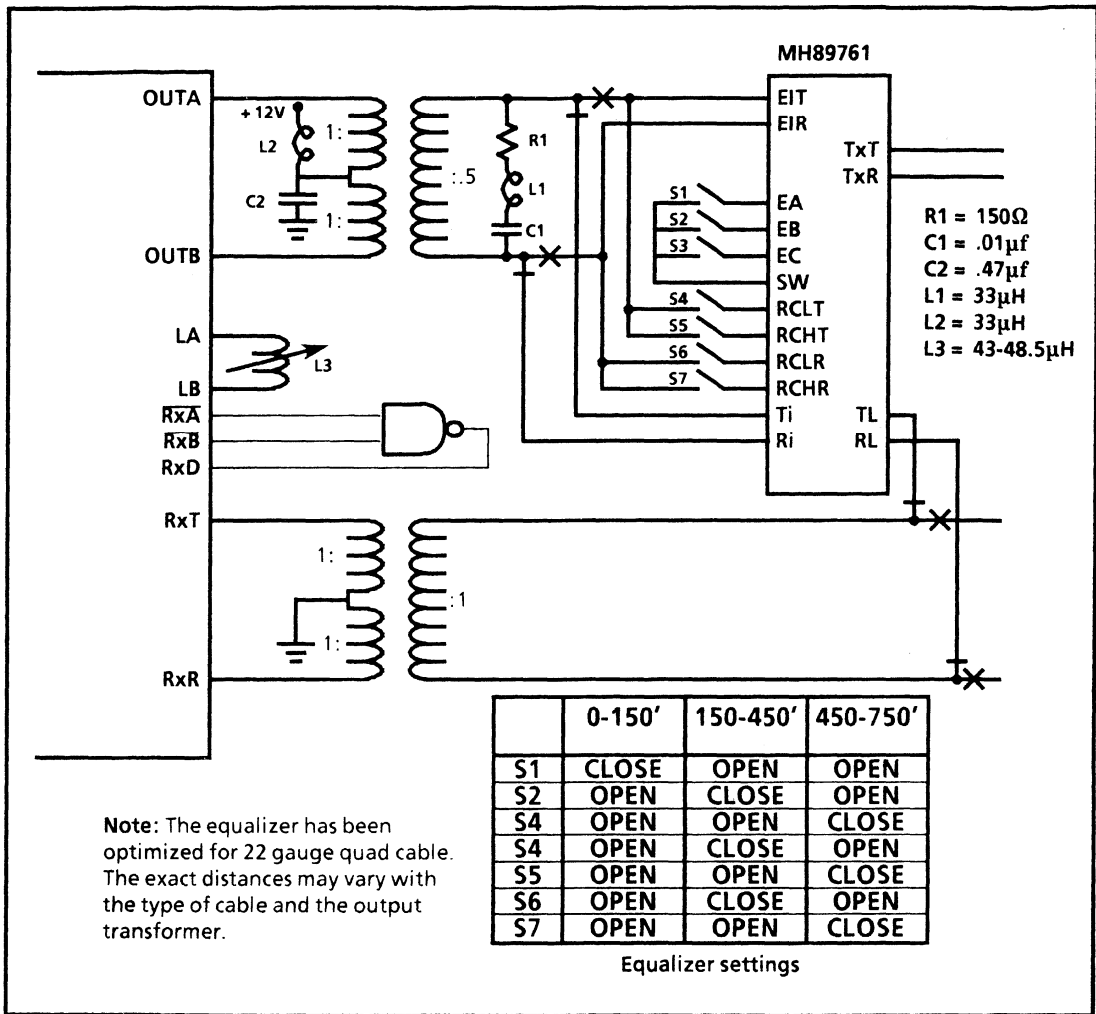 MH89761
OUTA
+12V
L2
C2
1:
1:
:.5
R1
L1
C1
OUTB
LA
LB
L3
RxA
RxB
RxD
RxT
1:
1:
:1
RxR
EIT
EIR
S1
EA
S2
EB
S3
EC
SW
S4
RCLT
S5
RCHT
S6
RCLR
S7
RCHR
Ti
Ri
TxT
TxR
TL
RL
R1 = 150Ω
C1 = .01µf
C2 = .47µf
L1 = 33µH
L2 = 33µH
L3 = 43-48.5µH
0-150' 150-450' 450-750'
S1 CLOSE OPEN OPEN
S2 OPEN CLOSE OPEN
S4 OPEN OPEN CLOSE
S4 OPEN CLOSE OPEN
S5 OPEN OPEN CLOSE
S6 OPEN CLOSE OPEN
S7 OPEN OPEN CLOSE
Equalizer settings
Note: The equalizer has been
optimized for 22 gauge quad cable.
The exact distances may vary with
the type of cable and the output
transformer.